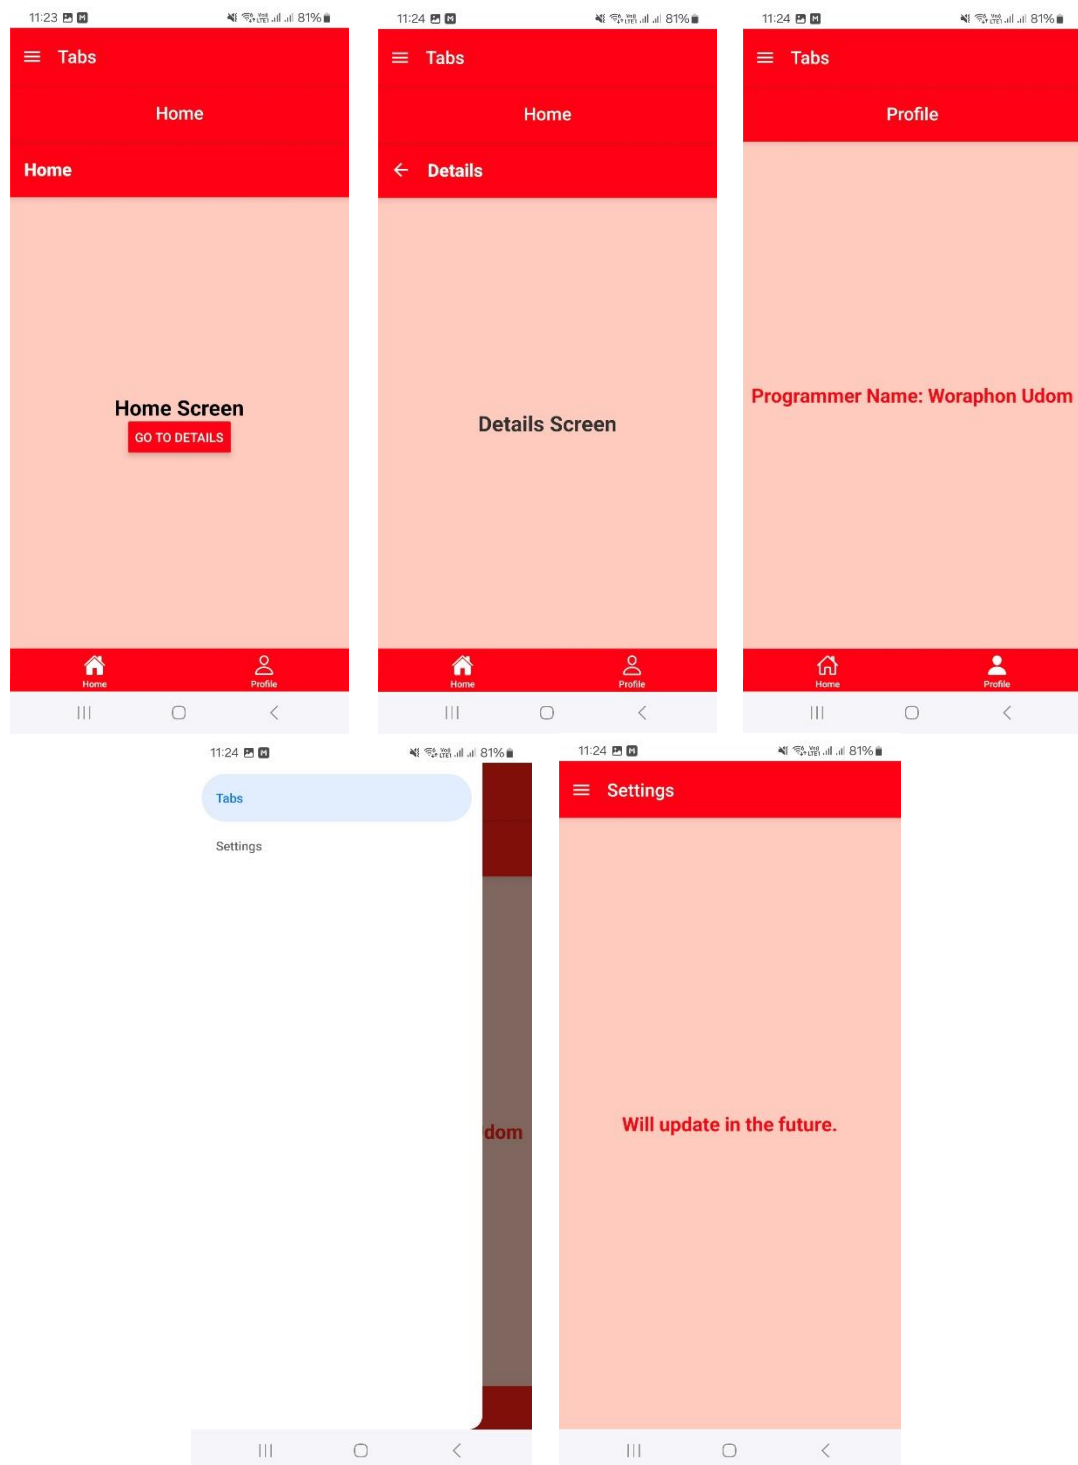 11:23 81%
Tabs
Home
Home
Home Screen
GO TO DETAILS
Home Profile
11:24 81%
Tabs
Home
Details
Details Screen
Home Profile
11:24 81%
Tabs
Profile
Programmer Name: Woraphon Udom
Home Profile
11:24 81%
Tabs
Settings
dom
11:24 81%
Settings
Will update in the future.